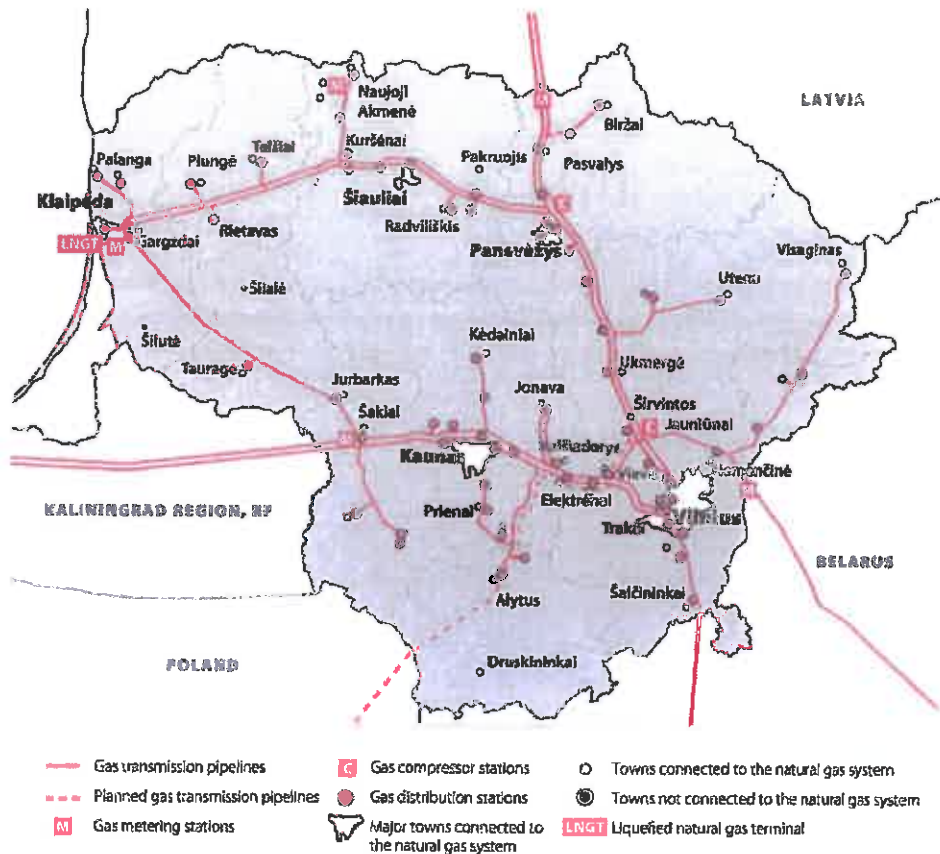 LATVIA
Naujoji
Akmenė
Biržai
Kuršėnai
Telšiai
Palanga
Plungė
Pakruojis
Pasvalys
Klaipėda
Šiauliai
C
Rietavas
Radviliškis
Gargždai
LNGT
M
Panevėžys
Visaginas
Utena
Šilalė
Šilutė
Kėdainiai
Ukmergė
Tauragė
Jurbarkas
Jonava
Širvintos
Šakiai
C
Jauniūnai
Kaunas
Elektrėnai
KALININGRAD REGION, RF
Prienai
Vilnius
Trakai
BELARUS
Alytus
Šalčininkai
POLAND
Druskininkai
Gas transmission pipelines
C Gas compressor stations
Towns connected to the natural gas system
Planned gas transmission pipelines
Gas distribution stations
Towns not connected to the natural gas system
M Gas metering stations
Major towns connected to
the natural gas system
LNGT Liquefied natural gas terminal